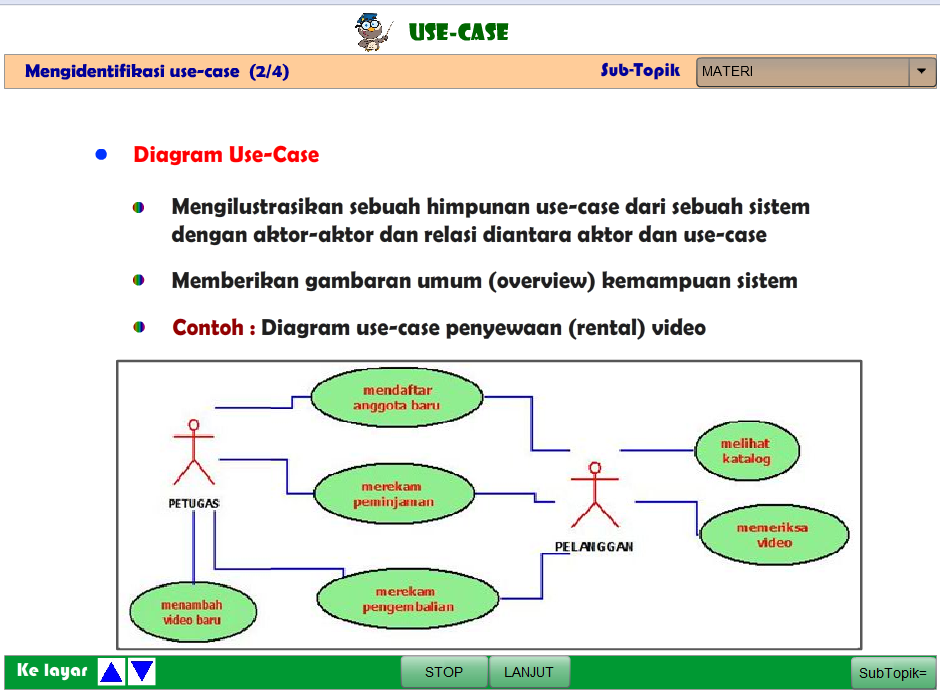 USE-CASE
Mengidentifikasi use-case (2/4)
Sub-Topik
MATERI
Diagram Use-Case
Mengilustrasikan sebuah himpunan use-case dari sebuah sistem
dengan aktor-aktor dan relasi diantara aktor dan use-case
Memberikan gambaran umum (overview) kemampuan sistem
Contoh : Diagram use-case penyewaan (rental) video
mendaftar
anggota baru
melihat
katalog
merekam
peminjaman
PETUGAS
memeriksa
video
PELANGGAN
merekam
pengembalian
menambah
video baru
Ke layar
STOP
LANJUT
SubTopik=